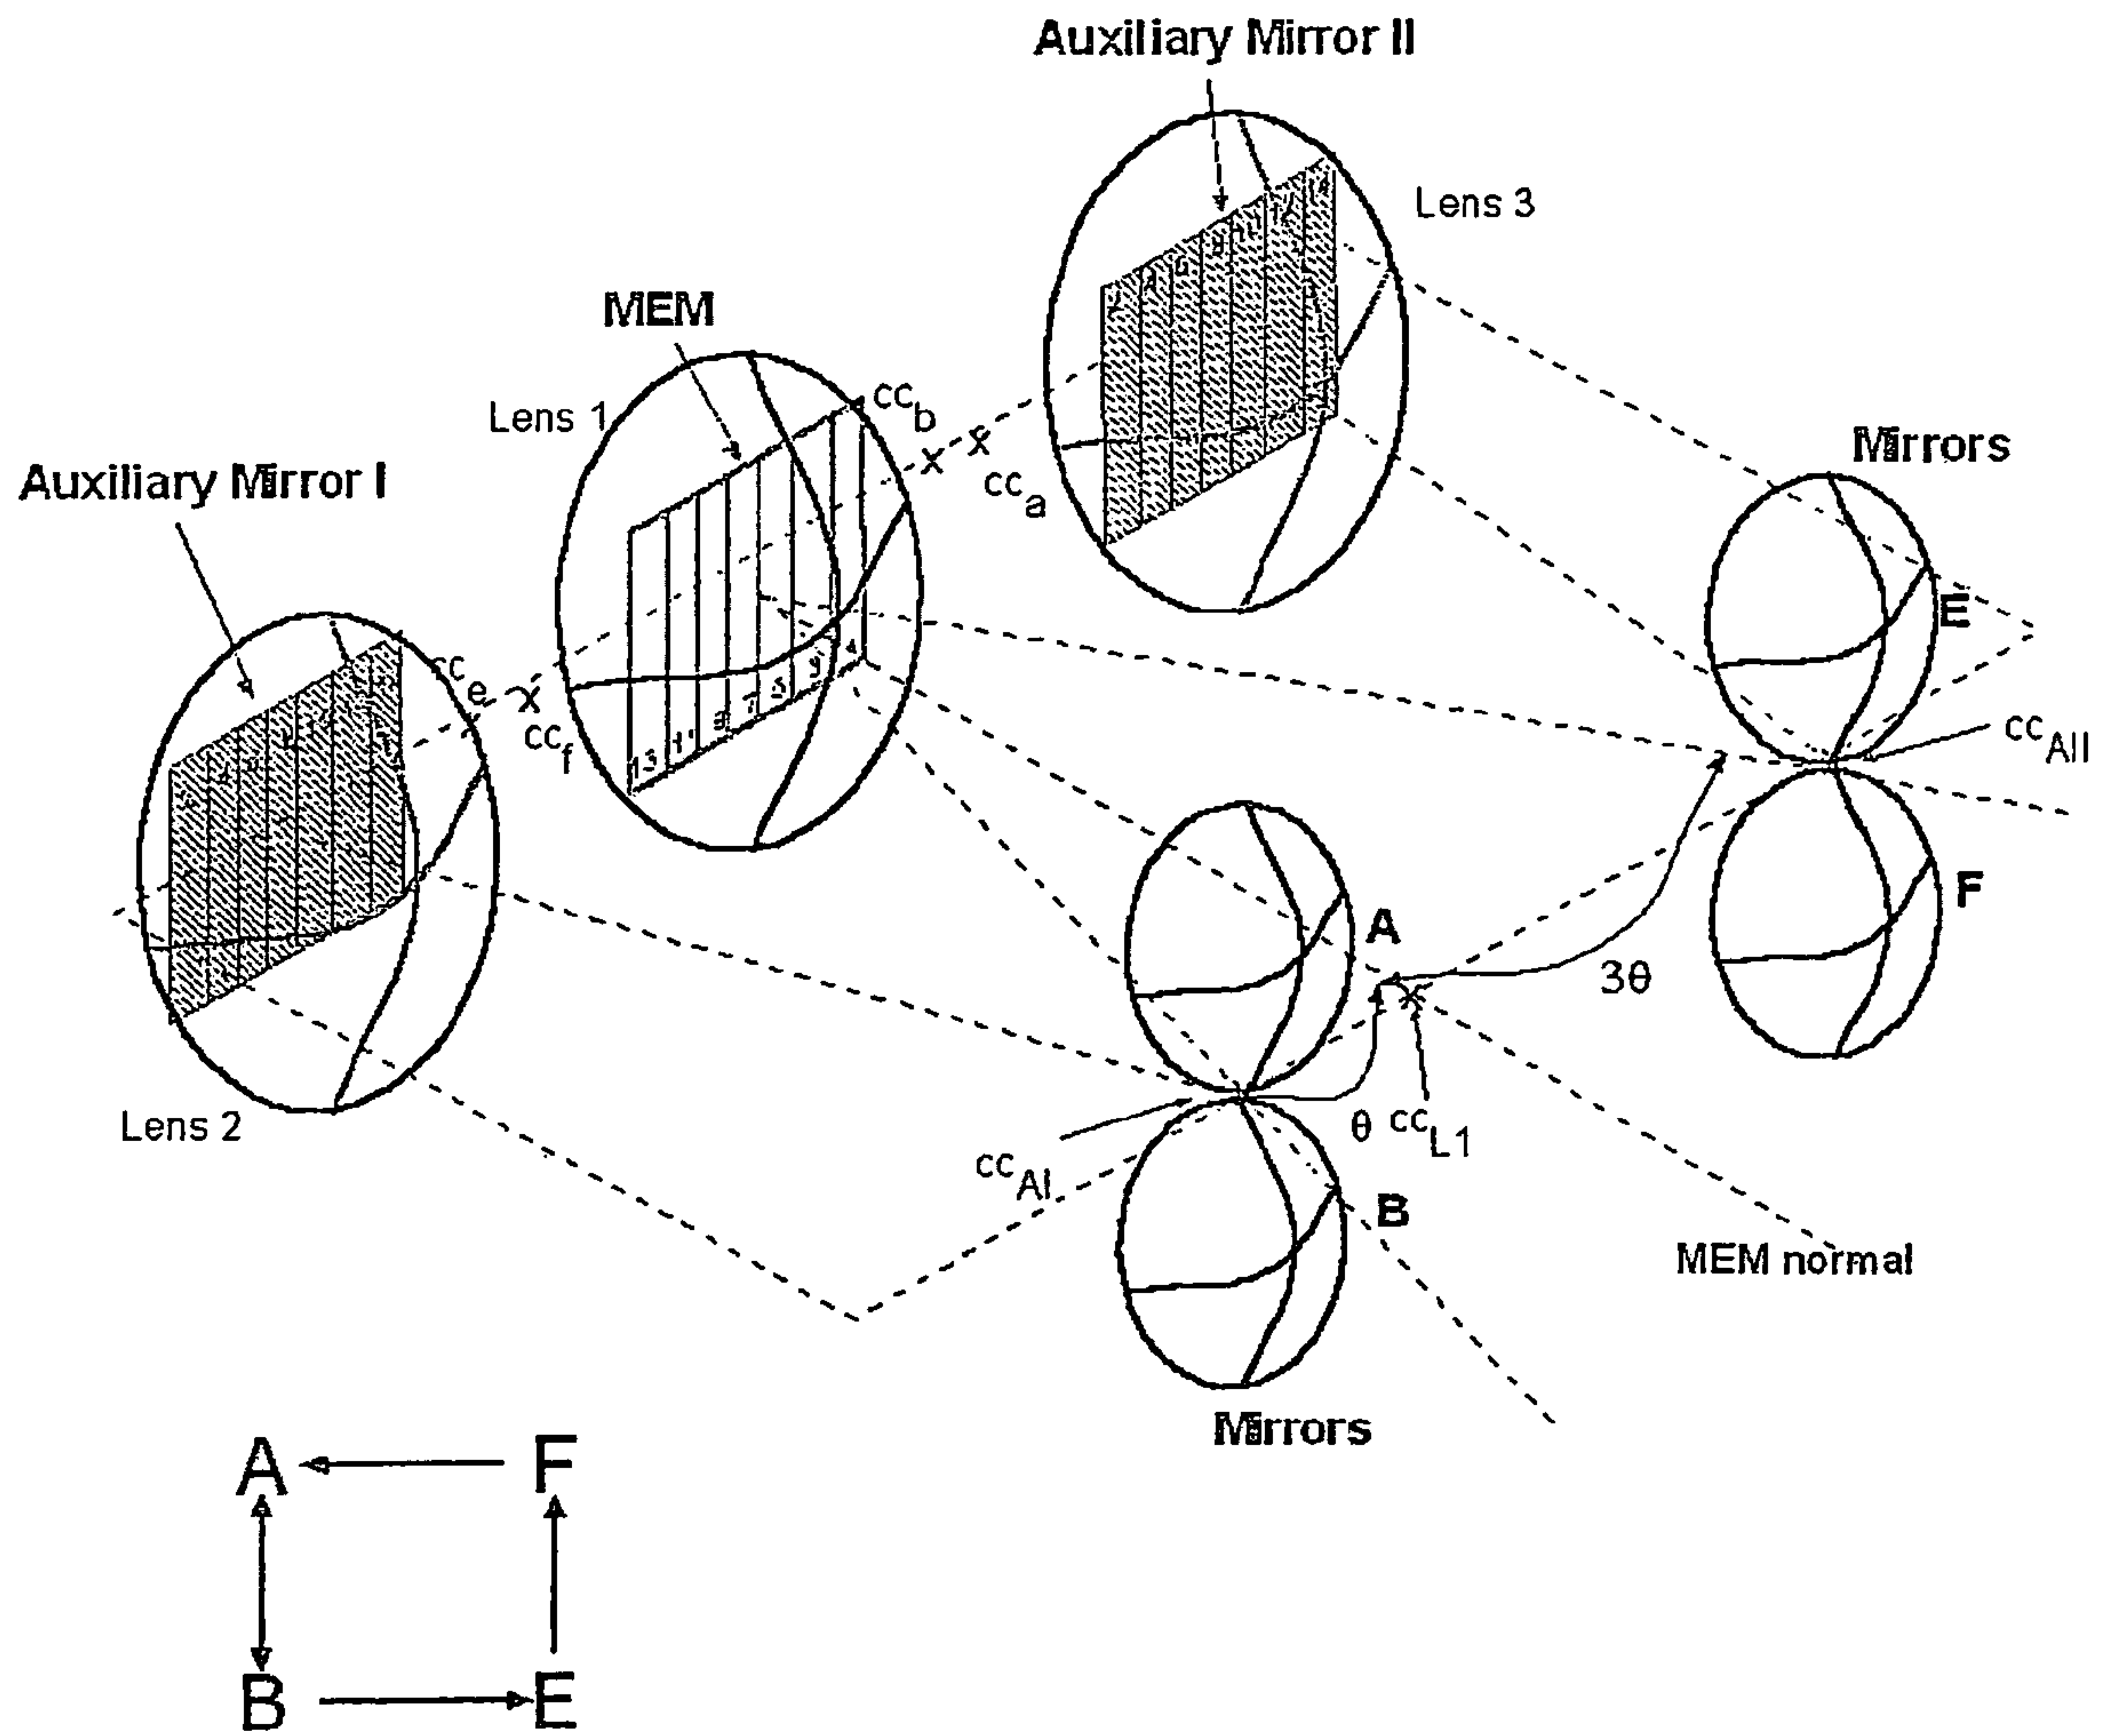 Auxiliary Mirror II
Lens 3
MEM
Lens 1
cc_b
cc_a
Mirrors
Auxiliary Mirror I
E
cc_e
cc_f
cc_AII
A
F
3θ
Lens 2
θ
cc_L1
cc_AI
B
MEM normal
Mirrors
A
F
B
E